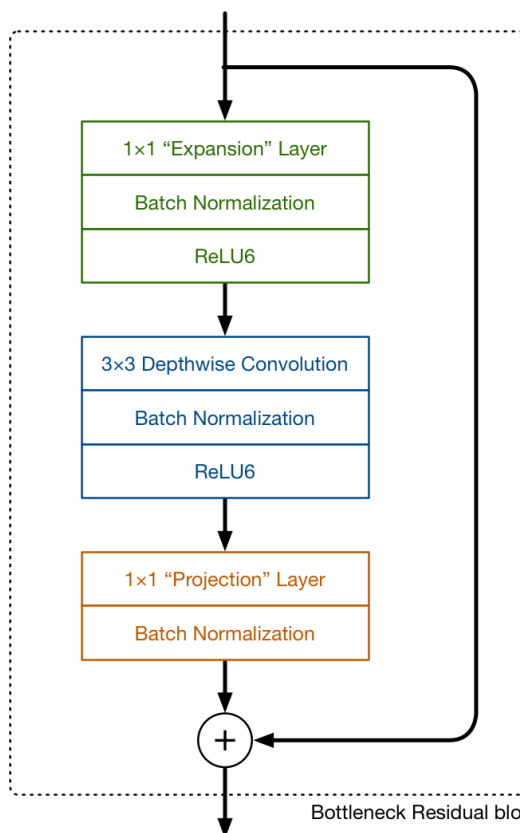 1×1 “Expansion” Layer
Batch Normalization
ReLU6
3×3 Depthwise Convolution
Batch Normalization
ReLU6
1×1 “Projection” Layer
Batch Normalization
+
Bottleneck Residual blo